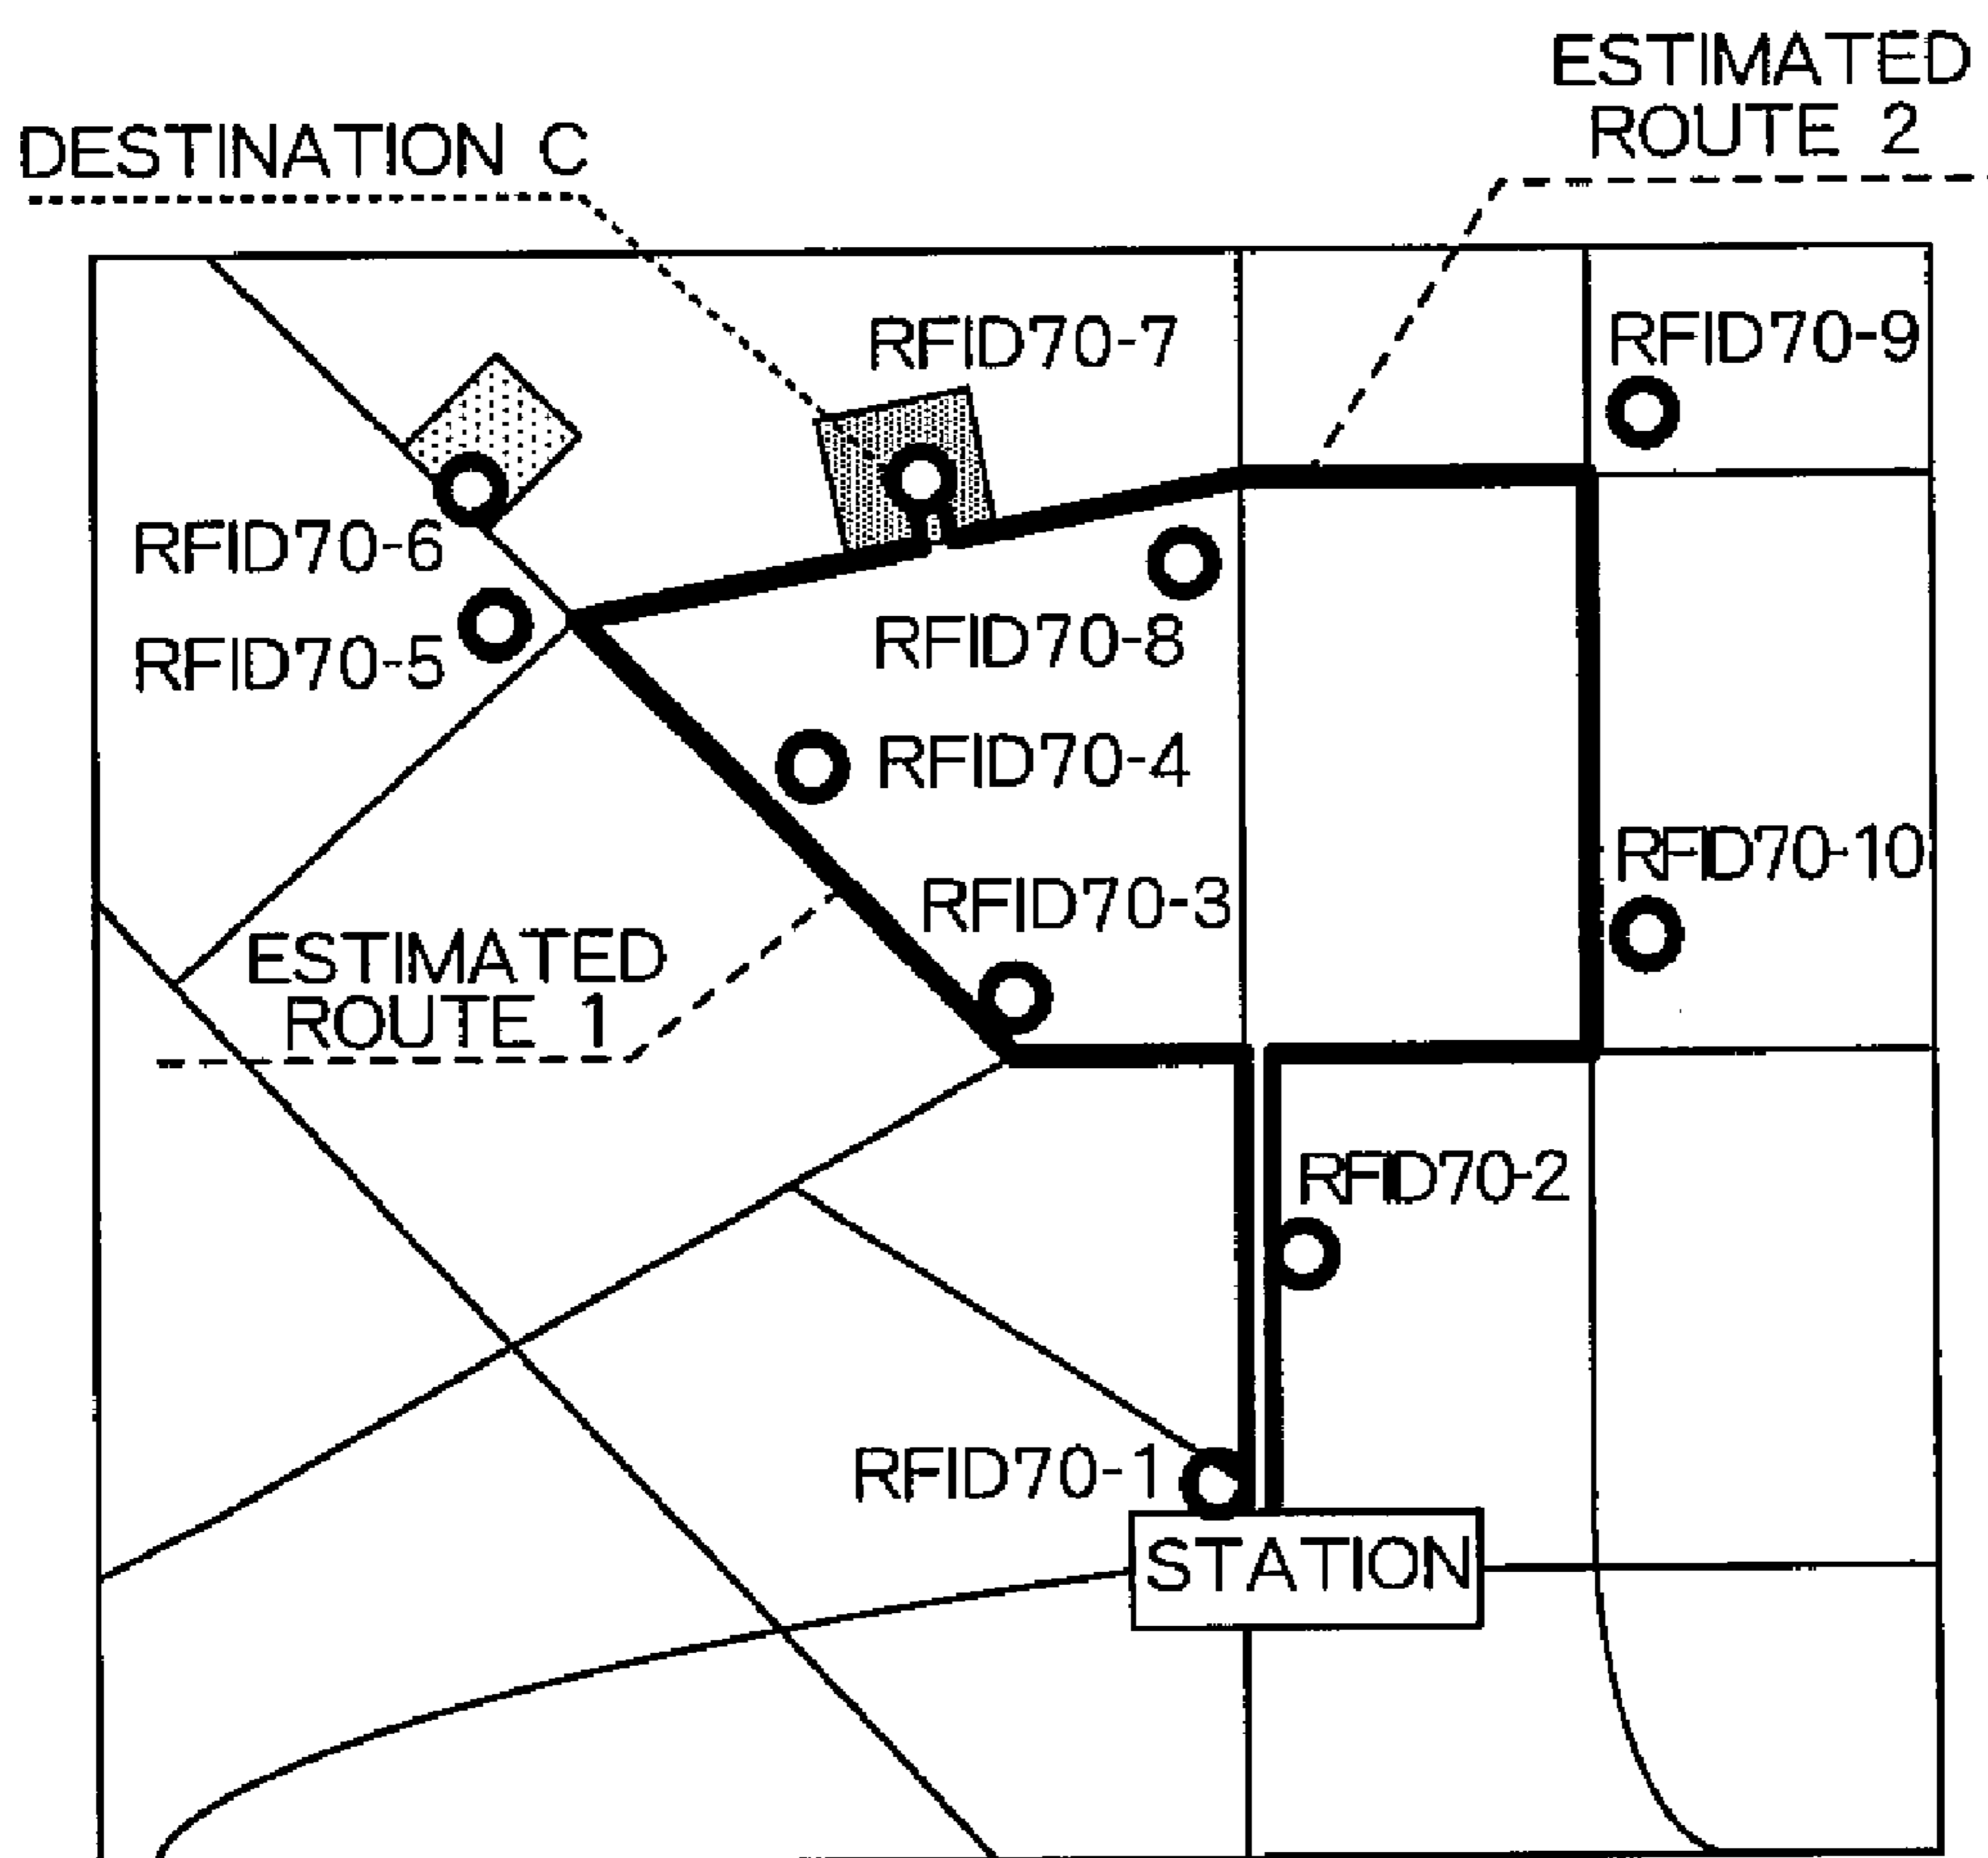 ESTIMATED
ROUTE 2
DESTINATION C
RFID70-7
RFID70-9
RFID70-6
RFID70-5
RFID70-8
RFID70-4
RFID70-10
RFID70-3
ESTIMATED
ROUTE 1
RFID70-2
RFID70-1
STATION